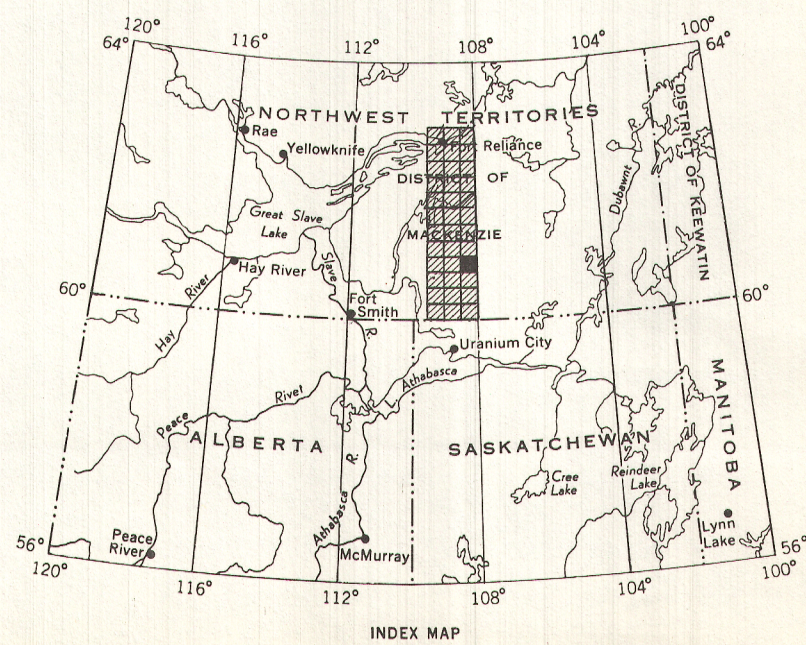 120°
116°
112°
108°
104°
100°
64°
64°
NORTHWEST TERRITORIES
Rae
Yellowknife
Fort Reliance
DISTRICT OF
MACKENZIE
DISTRICT OF KEEWATIN
Dubawnt
R.
Great Slave
Lake
Slave
R.
Hay River
Hay
River
Fort
Smith
60°
60°
Uranium City
L. Athabasca
Peace
River
ALBERTA
SASKATCHEWAN
MANITOBA
Athabasca
R.
Cree
Lake
Reindeer
Lake
Lynn
Lake
Peace
River
McMurray
56°
56°
120°
116°
112°
108°
104°
100°
INDEX MAP